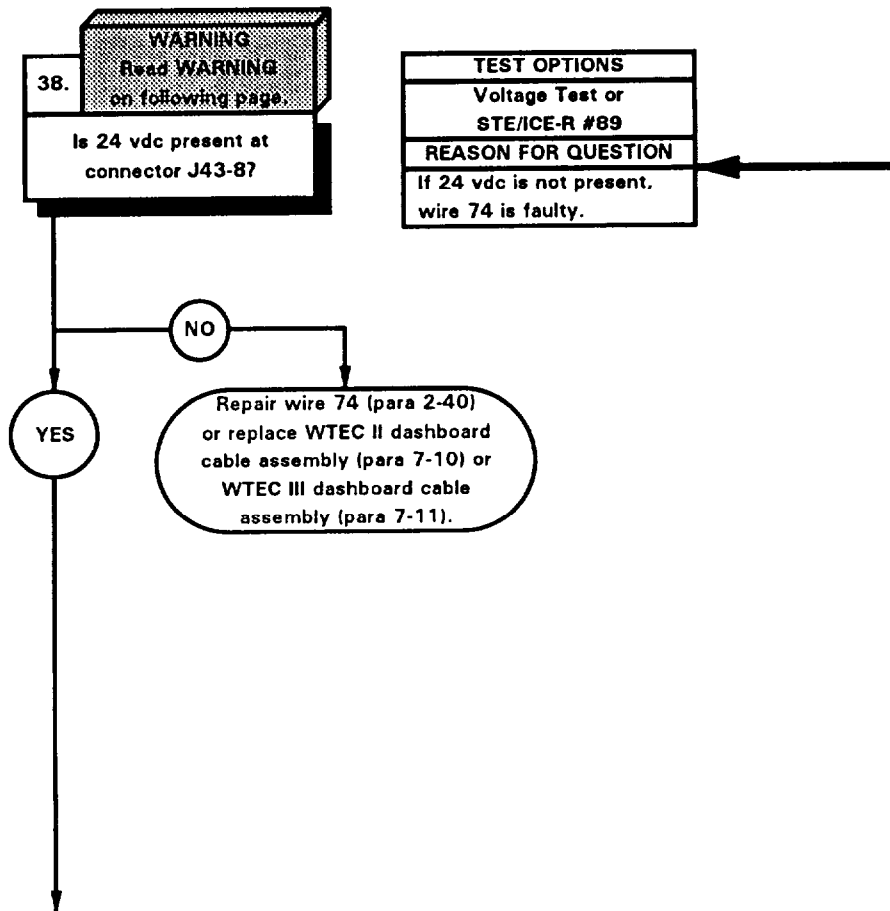 38.
WARNING
Read WARNING
on following page.
Is 24 vdc present at
connector J43-8?
TEST OPTIONS
Voltage Test or
STE/ICE-R #89
REASON FOR QUESTION
If 24 vdc is not present,
wire 74 is faulty.
NO
YES
Repair wire 74 (para 2-40)
or replace WTEC II dashboard
cable assembly (para 7-10) or
WTEC III dashboard cable
assembly (para 7-11).